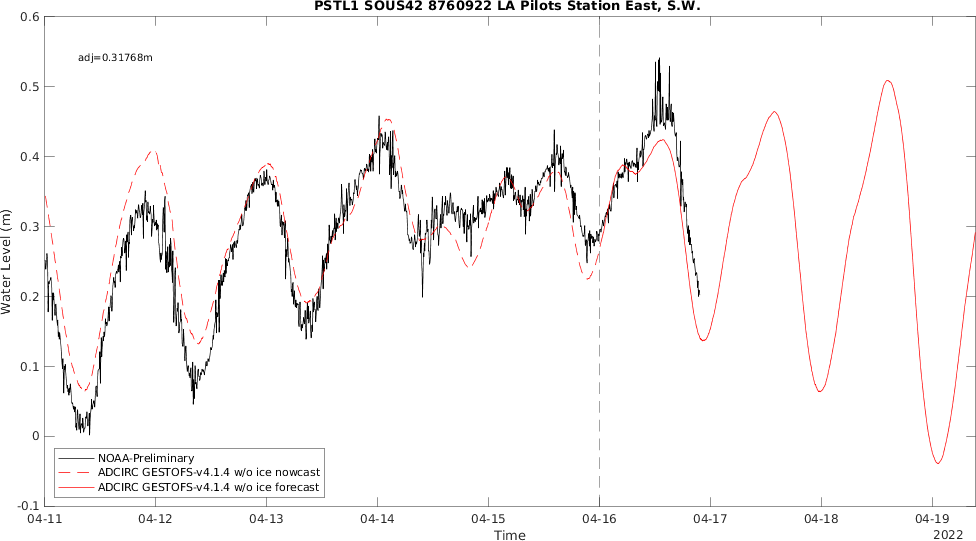 PSTL1 SOUS42 8760922 LA Pilots Station East, S.W.
adj=0.31768m
Water Level (m)
0.6
0.5
0.4
0.3
0.2
0.1
0
-0.1
NOAA-Preliminary
ADCIRC GESTOFS-v4.1.4 w/o ice nowcast
ADCIRC GESTOFS-v4.1.4 w/o ice forecast
04-11 04-12 04-13 04-14 04-15 04-16 04-17 04-18 04-19
Time
2022